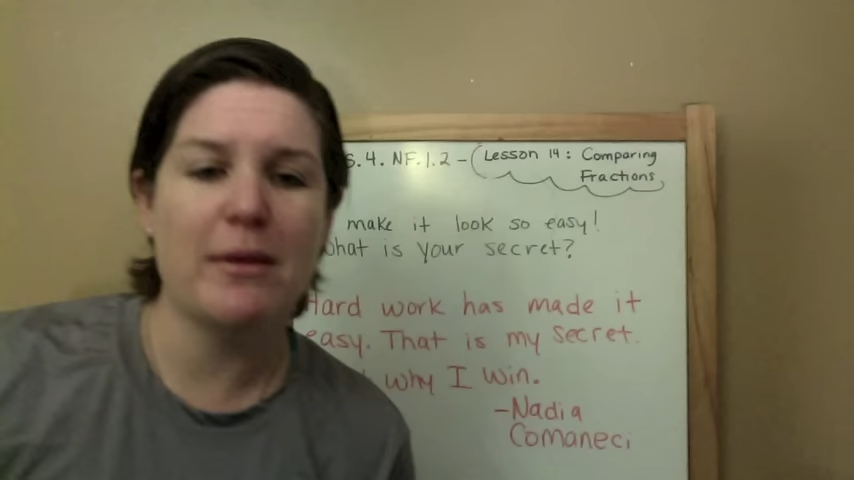 S.4.NF.1.2 - Lesson 14: Comparing
Fractions
make it look so easy!
What is your secret?
Hard work has made it
easy. That is my secret.
why I win.
-Nadia
Comaneci